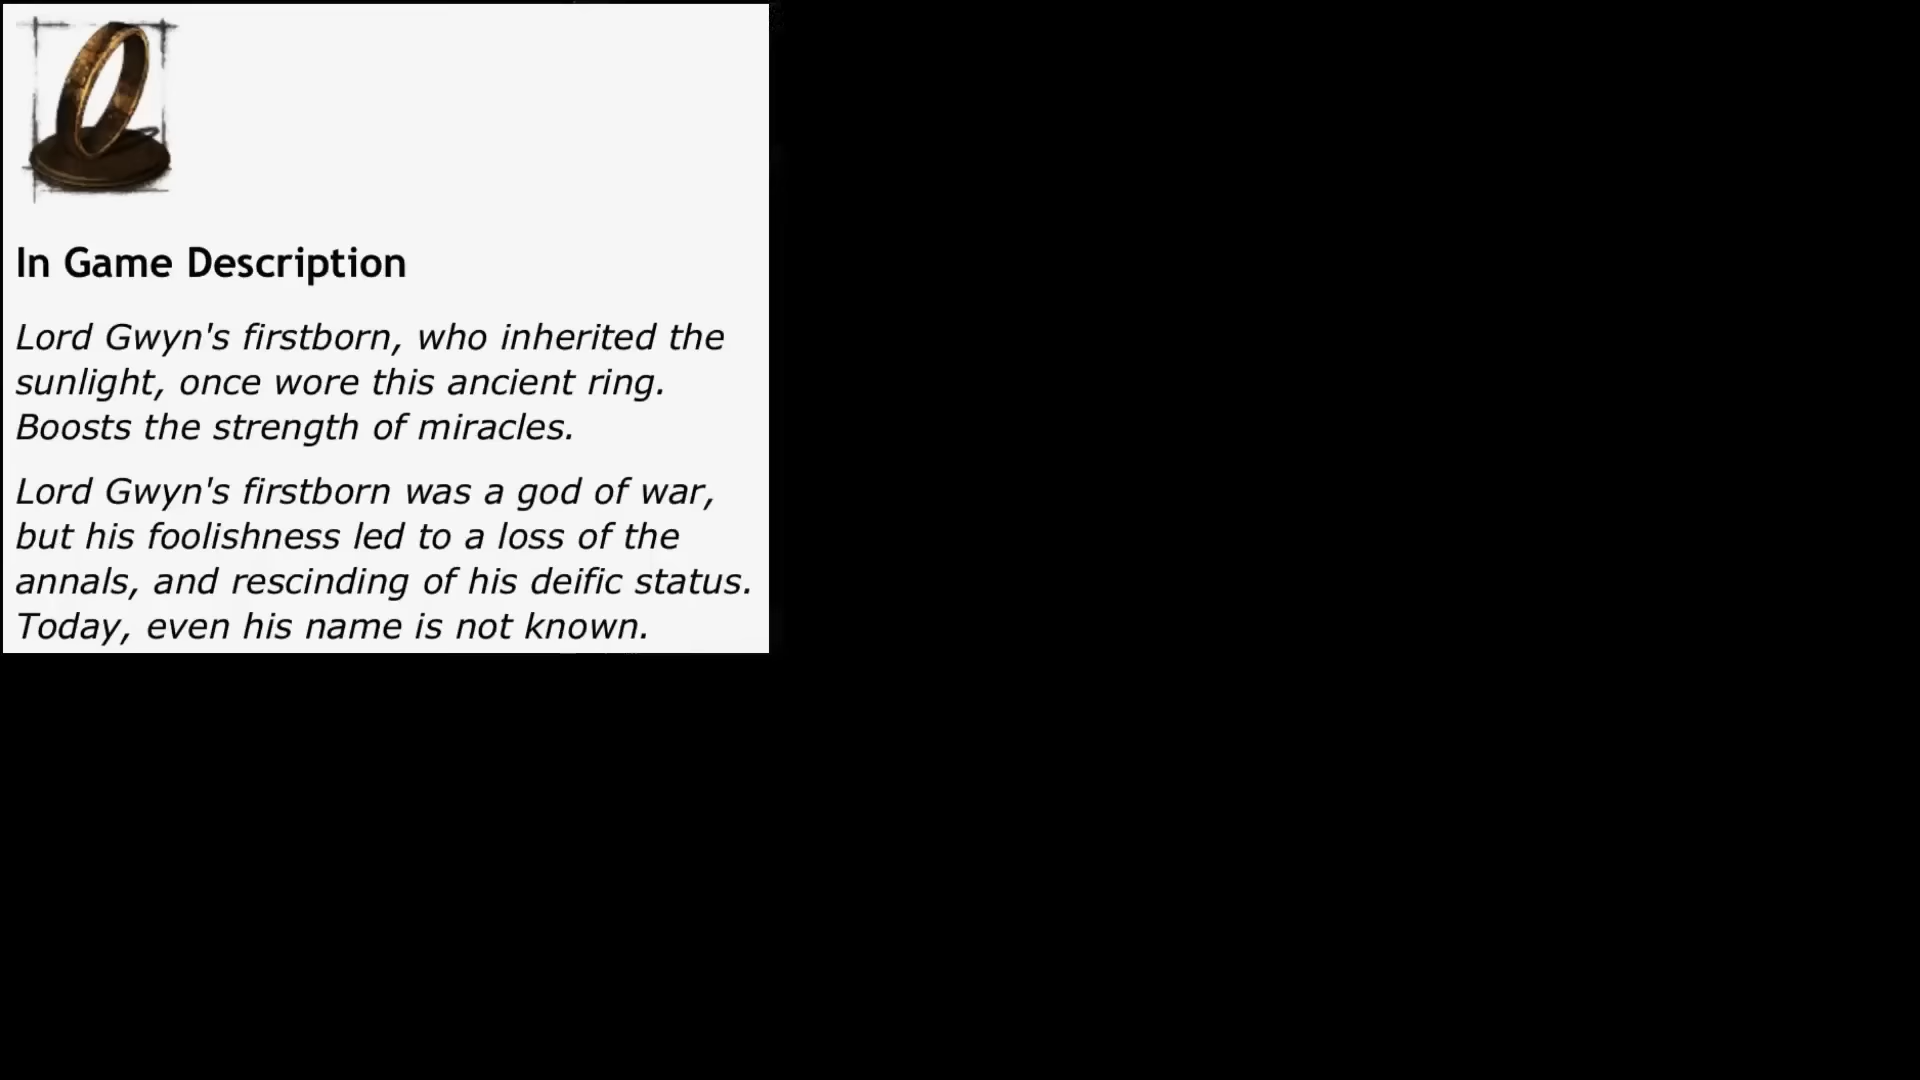 In Game Description
Lord Gwyn's firstborn, who inherited the
sunlight, once wore this ancient ring.
Boosts the strength of miracles.
Lord Gwyn's firstborn was a god of war,
but his foolishness led to a loss of the
annals, and rescinding of his deific status.
Today, even his name is not known.